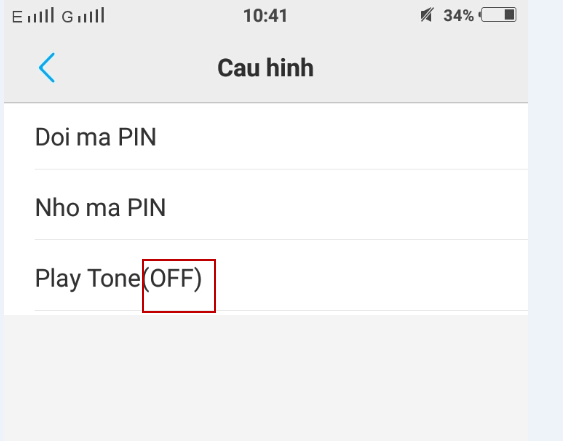 E G 10:41 34%
Cau hinh
Doi ma PIN
Nho ma PIN
Play Tone(OFF)